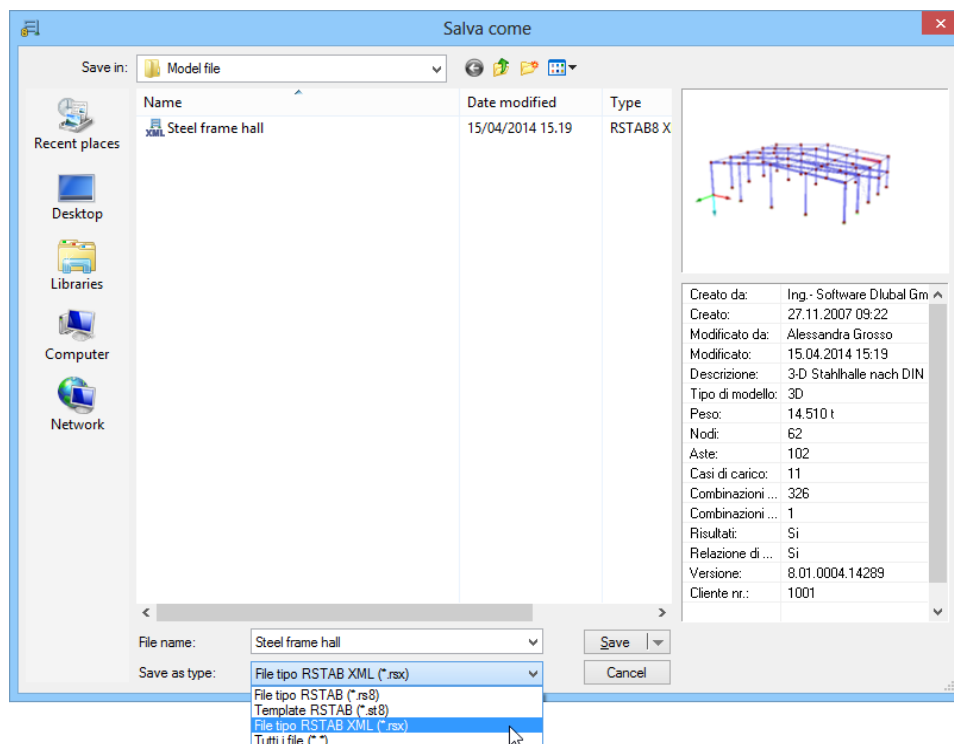 Salva come
Save in: Model file
Name Date modified Type
XML Steel frame hall 15/04/2014 15.19 RSTAB8 X
Recent places
Desktop
Libraries
Computer
Network
Creato da: Ing.- Software Dlubal Gm
Creato: 27.11.2007 09:22
Modificato da: Alessandra Grosso
Modificato: 15.04.2014 15:19
Descrizione: 3-D Stahlhalle nach DIN
Tipo di modello: 3D
Peso: 14.510 t
Nodi: 62
Aste: 102
Casi di carico: 11
Combinazioni ... 326
Combinazioni ... 1
Risultati: Si
Relazione di ... Si
Versione: 8.01.0004.14289
Cliente nr.: 1001
File name: Steel frame hall Save
Save as type: File tipo RSTAB XML (*.rsx) Cancel
File tipo RSTAB (*.rs8)
Template RSTAB (*.st8)
File tipo RSTAB XML (*.rsx)
Tutti i file (*.*)